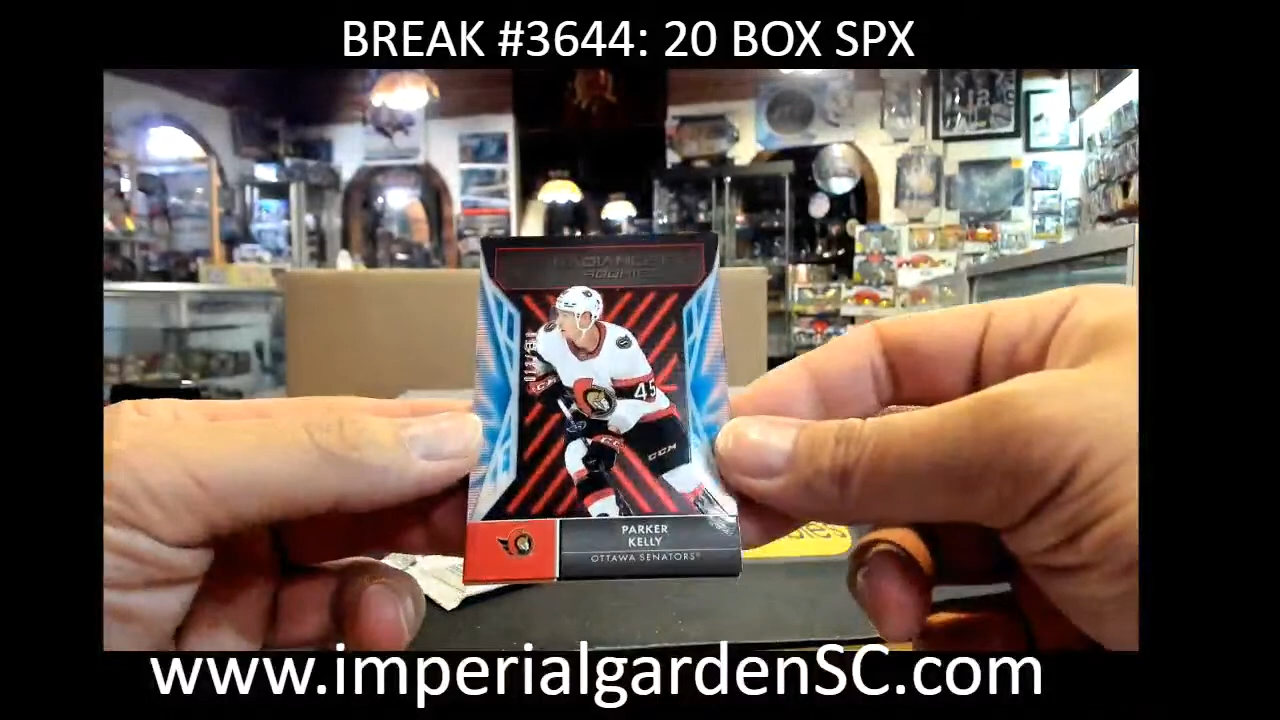 BREAK #3644: 20 BOX SPX
RADIANCE
ROOKIES
45
CCM
PARKER
KELLY
OTTAWA SENATORS
www.imperialgardenSC.com